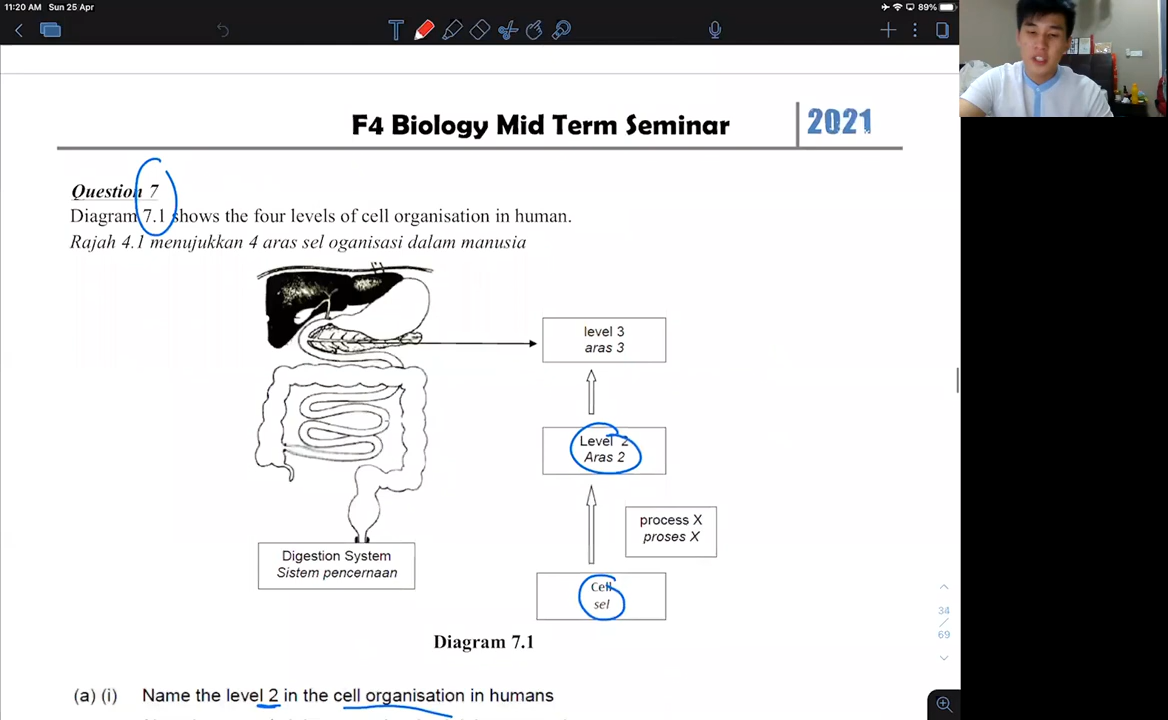 11:20 AM Sun 25 Apr
89%
F4 Biology Mid Term Seminar
2021
Question 7
Diagram 7.1 shows the four levels of cell organisation in human.
Rajah 4.1 menujukkan 4 aras sel oganisasi dalam manusia
level 3
aras 3
Level 2
Aras 2
process X
proses X
Digestion System
Sistem pencernaan
Cell
sel
34
69
Diagram 7.1
(a) (i) Name the level 2 in the cell organisation in humans